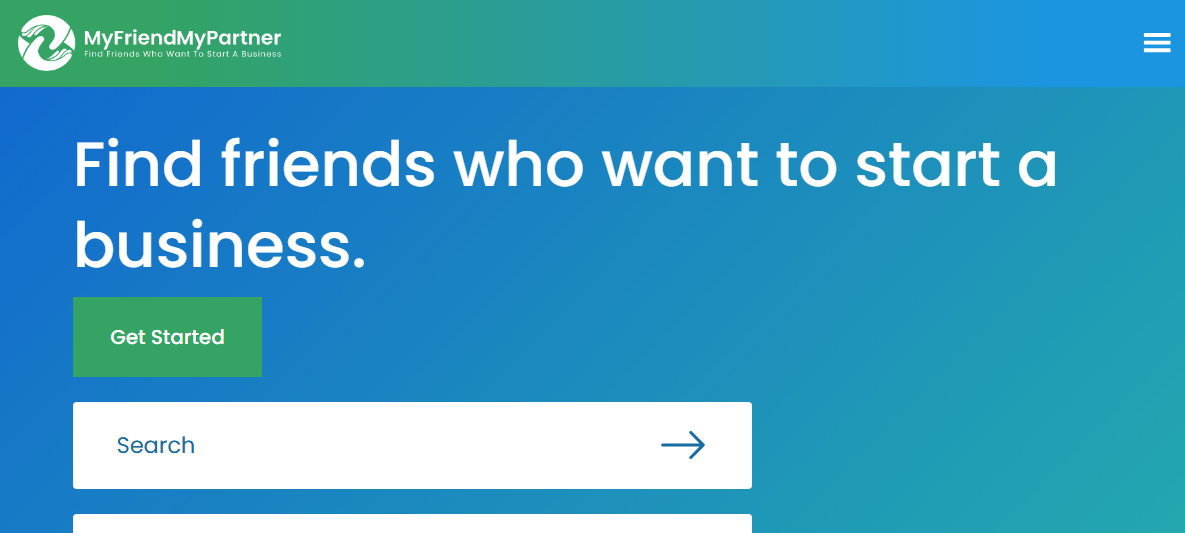 MyFriendMyPartner
Find Friends Who Want To Start A Business
Find friends who want to start a
business.
Get Started
Search